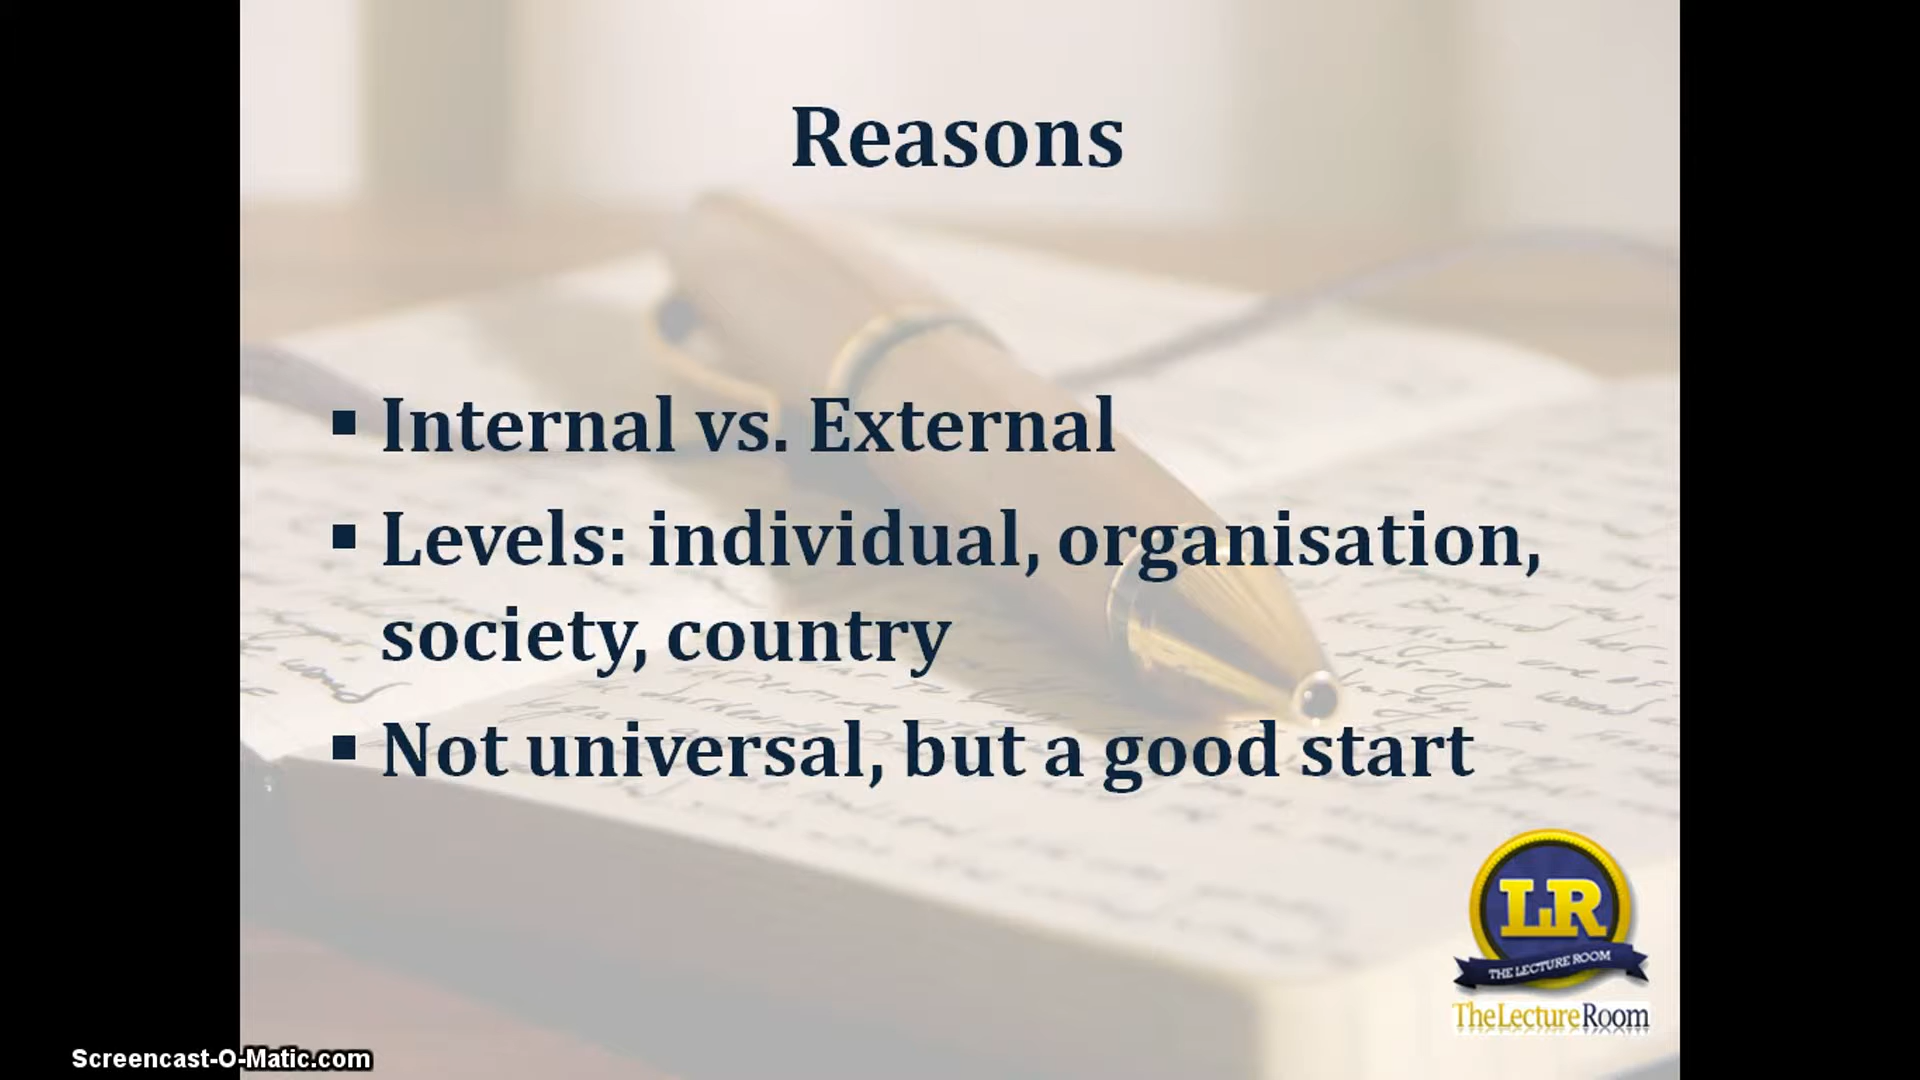 Reasons
▪ Internal vs. External
▪ Levels: individual, organisation,
society, country
▪ Not universal, but a good start
LR
THE LECTURE ROOM
TheLectureRoom
Screencast-O-Matic.com